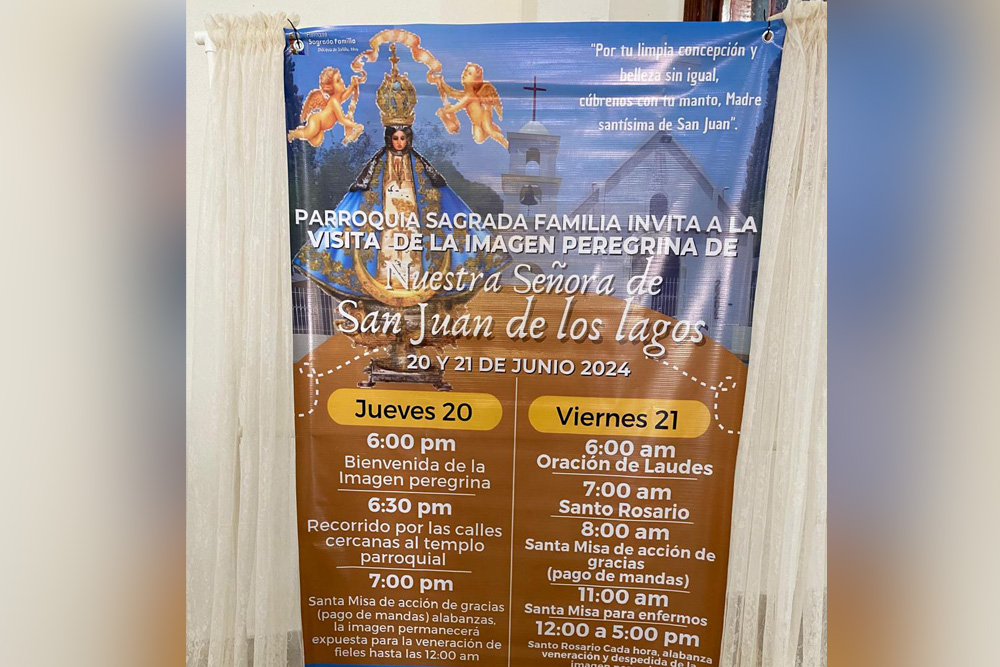 Sagrada Familia
"Por tu limpia concepción y
belleza sin igual,
cúbrenos con tu manto, Madre
santísima de San Juan".
PARROQUIA SAGRADA FAMILIA INVITA A LA
VISITA DE LA IMAGEN PEREGRINA DE
Nuestra Señora de
San Juan de los lagos
20 Y 21 DE JUNIO 2024
Jueves 20
6:00 pm
Bienvenida de la
Imagen peregrina
6:30 pm
Recorrido por las calles
cercanas al templo
parroquial
7:00 pm
Santa Misa de acción de gracias
(pago de mandas) alabanzas,
la imagen permanecerá
expuesta para la veneración de
fieles hasta las 12:00 am
Viernes 21
6:00 am
Oración de Laudes
7:00 am
Santo Rosario
8:00 am
Santa Misa de acción de
gracias
(pago de mandas)
11:00 am
Santa Misa para enfermos
12:00 a 5:00 pm
Santo Rosario Cada hora, alabanza
veneración y despedida de la